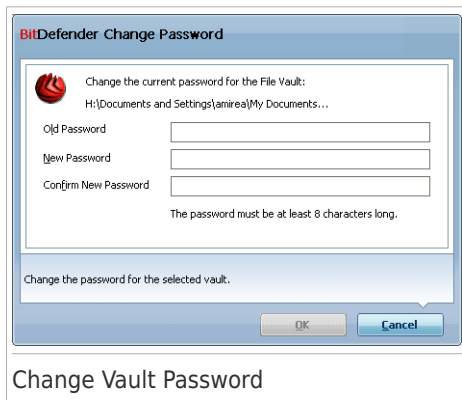 BitDefender Change Password
Change the current password for the File Vault:
H:\Documents and Settings\amirea\My Documents...
Old Password
New Password
Confirm New Password
The password must be at least 8 characters long.
Change the password for the selected vault.
OK
Cancel
Change Vault Password